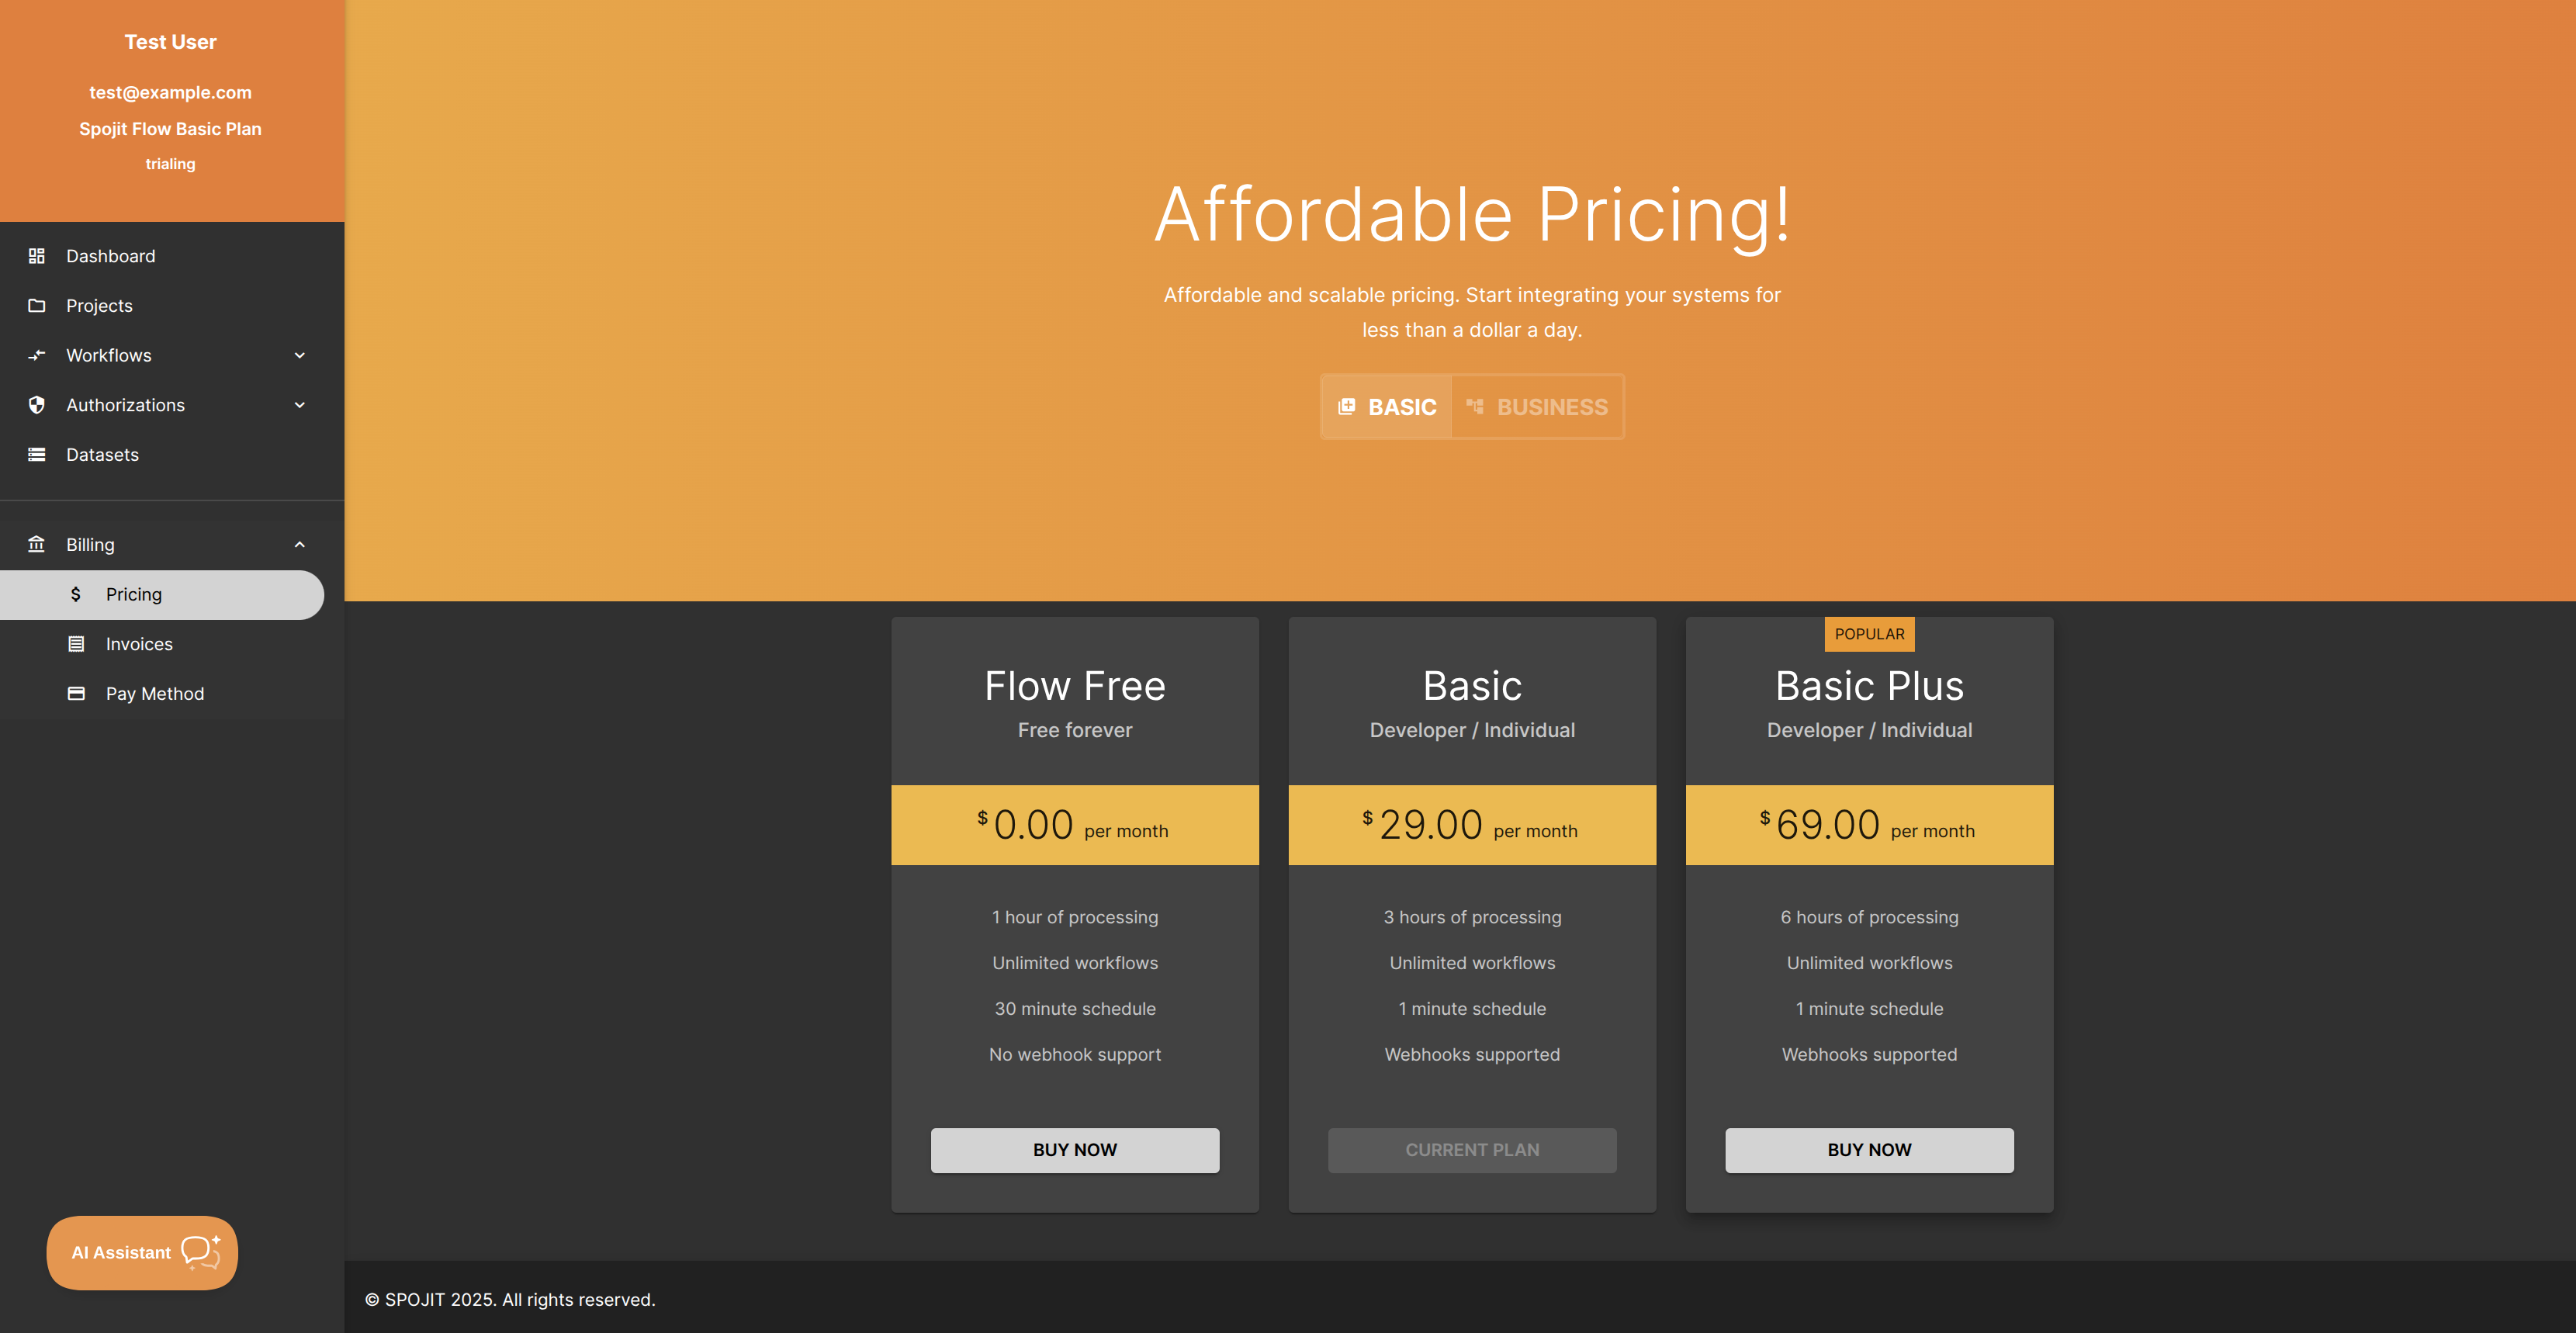 Test User
test@example.com
Spojit Flow Basic Plan
trialing
Dashboard
Projects
Workflows
Authorizations
Datasets
Billing
Pricing
Invoices
Pay Method
AI Assistant
Affordable Pricing!
Affordable and scalable pricing. Start integrating your systems for
less than a dollar a day.
BASIC
BUSINESS
Flow Free
Free forever
$ 0.00 per month
1 hour of processing
Unlimited workflows
30 minute schedule
No webhook support
BUY NOW
Basic
Developer / Individual
$ 29.00 per month
3 hours of processing
Unlimited workflows
1 minute schedule
Webhooks supported
CURRENT PLAN
POPULAR
Basic Plus
Developer / Individual
$ 69.00 per month
6 hours of processing
Unlimited workflows
1 minute schedule
Webhooks supported
BUY NOW
© SPOJIT 2025. All rights reserved.